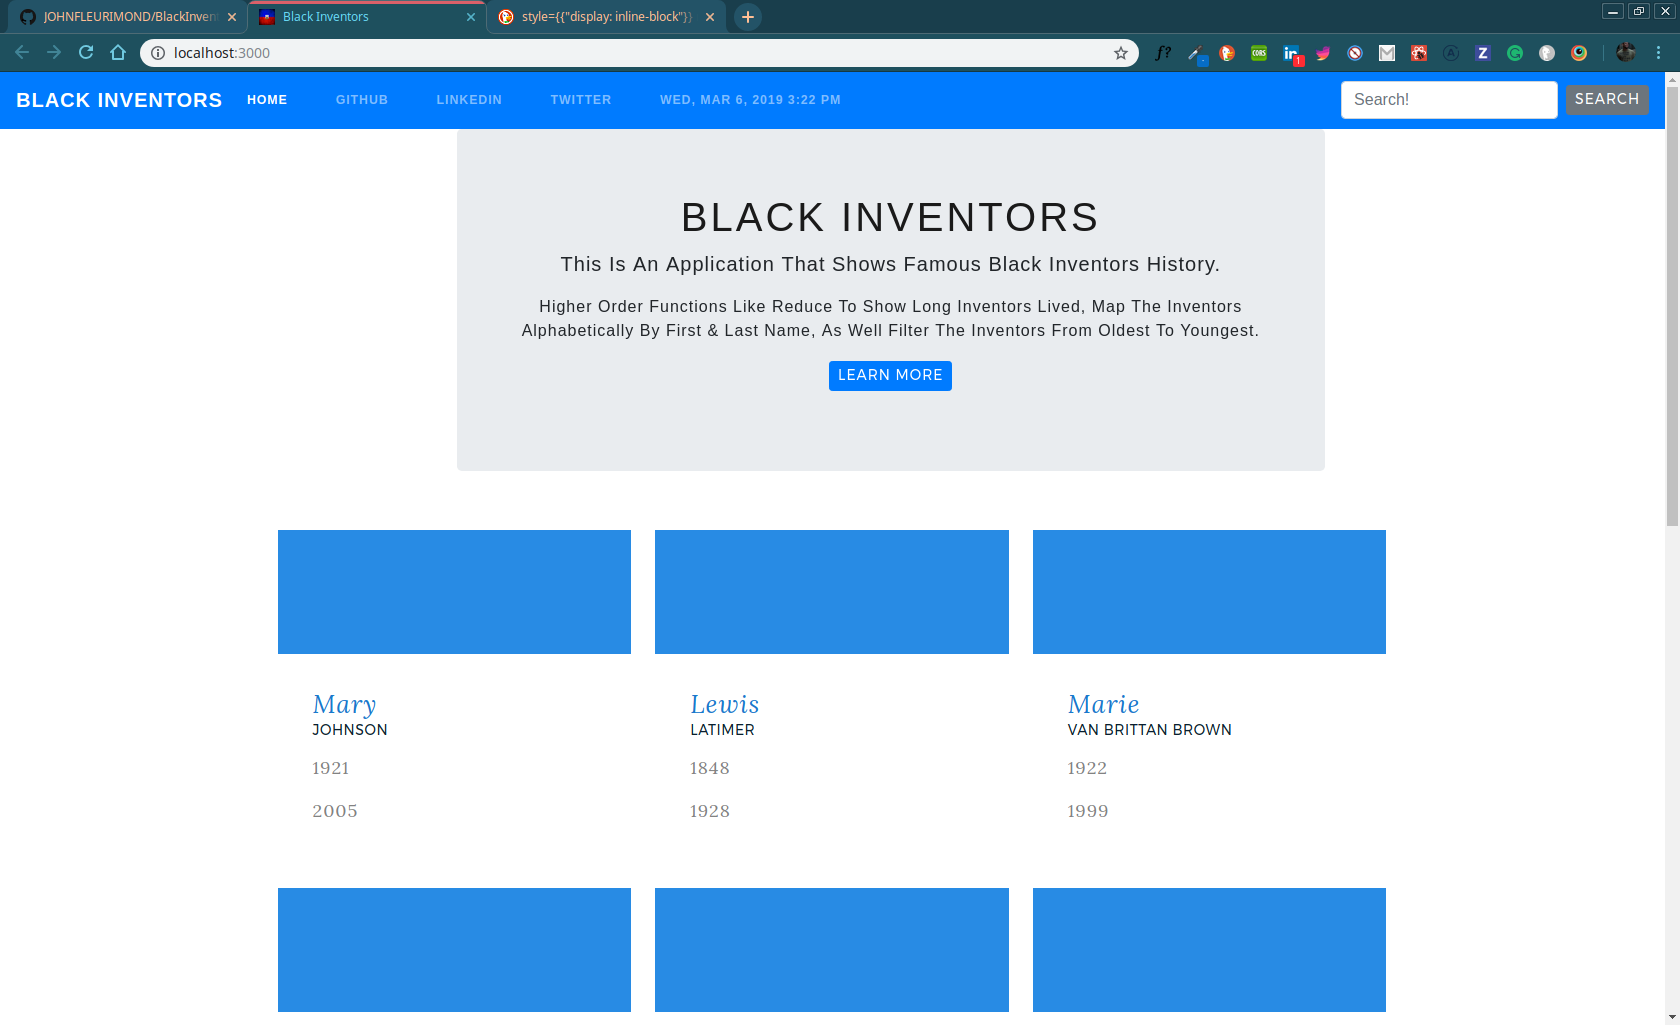 JOHNFLEURIMOND/BlackInven
Black Inventors
style={{"display: inline-block"}}
localhost:3000
f?
CORS
in
1
A
Z
G
BLACK INVENTORS HOME GITHUB LINKEDIN TWITTER WED, MAR 6, 2019 3:22 PM Search! SEARCH
BLACK INVENTORS
This Is An Application That Shows Famous Black Inventors History.
Higher Order Functions Like Reduce To Show Long Inventors Lived, Map The Inventors
Alphabetically By First & Last Name, As Well Filter The Inventors From Oldest To Youngest.
LEARN MORE
Mary
JOHNSON
1921
2005
Lewis
LATIMER
1848
1928
Marie
VAN BRITTAN BROWN
1922
1999